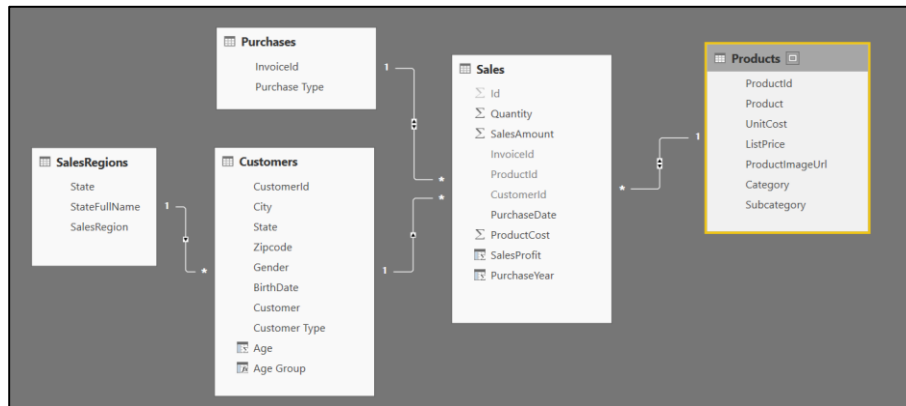 Purchases
InvoiceId
Purchase Type
1
*
Sales
Σ Id
Σ Quantity
Σ SalesAmount
InvoiceId
ProductId
CustomerId
PurchaseDate
Σ ProductCost
SalesProfit
PurchaseYear
*
*
1
Products
ProductId
Product
UnitCost
ListPrice
ProductImageUrl
Category
Subcategory
SalesRegions
State
StateFullName
SalesRegion
1
*
Customers
CustomerId
City
State
Zipcode
Gender
BirthDate
Customer
Customer Type
Age
Age Group
1